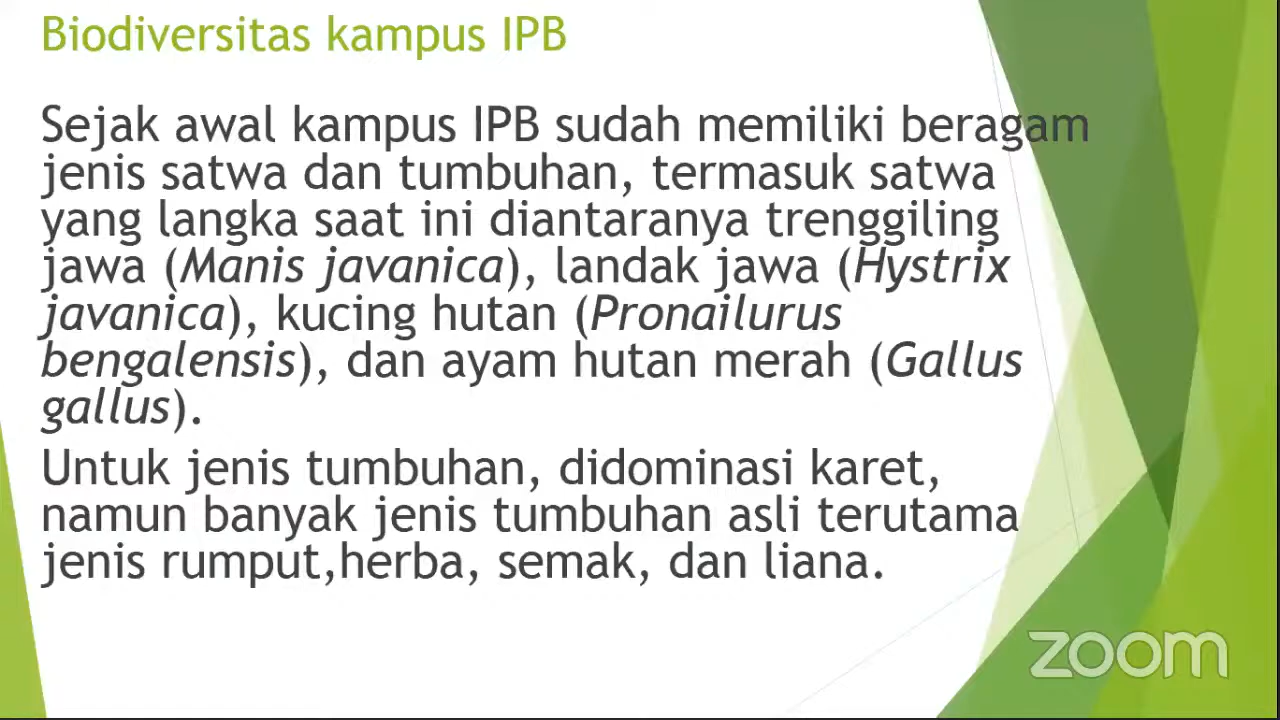 Biodiversitas kampus IPB
Sejak awal kampus IPB sudah memiliki beragam
jenis satwa dan tumbuhan, termasuk satwa
yang langka saat ini diantaranya trenggiling
jawa (Manis javanica), landak jawa (Hystrix
javanica), kucing hutan (Pronailurus
bengalensis), dan ayam hutan merah (Gallus
gallus).
Untuk jenis tumbuhan, didominasi karet,
namun banyak jenis tumbuhan asli terutama
jenis rumput,herba, semak, dan liana.
zoom